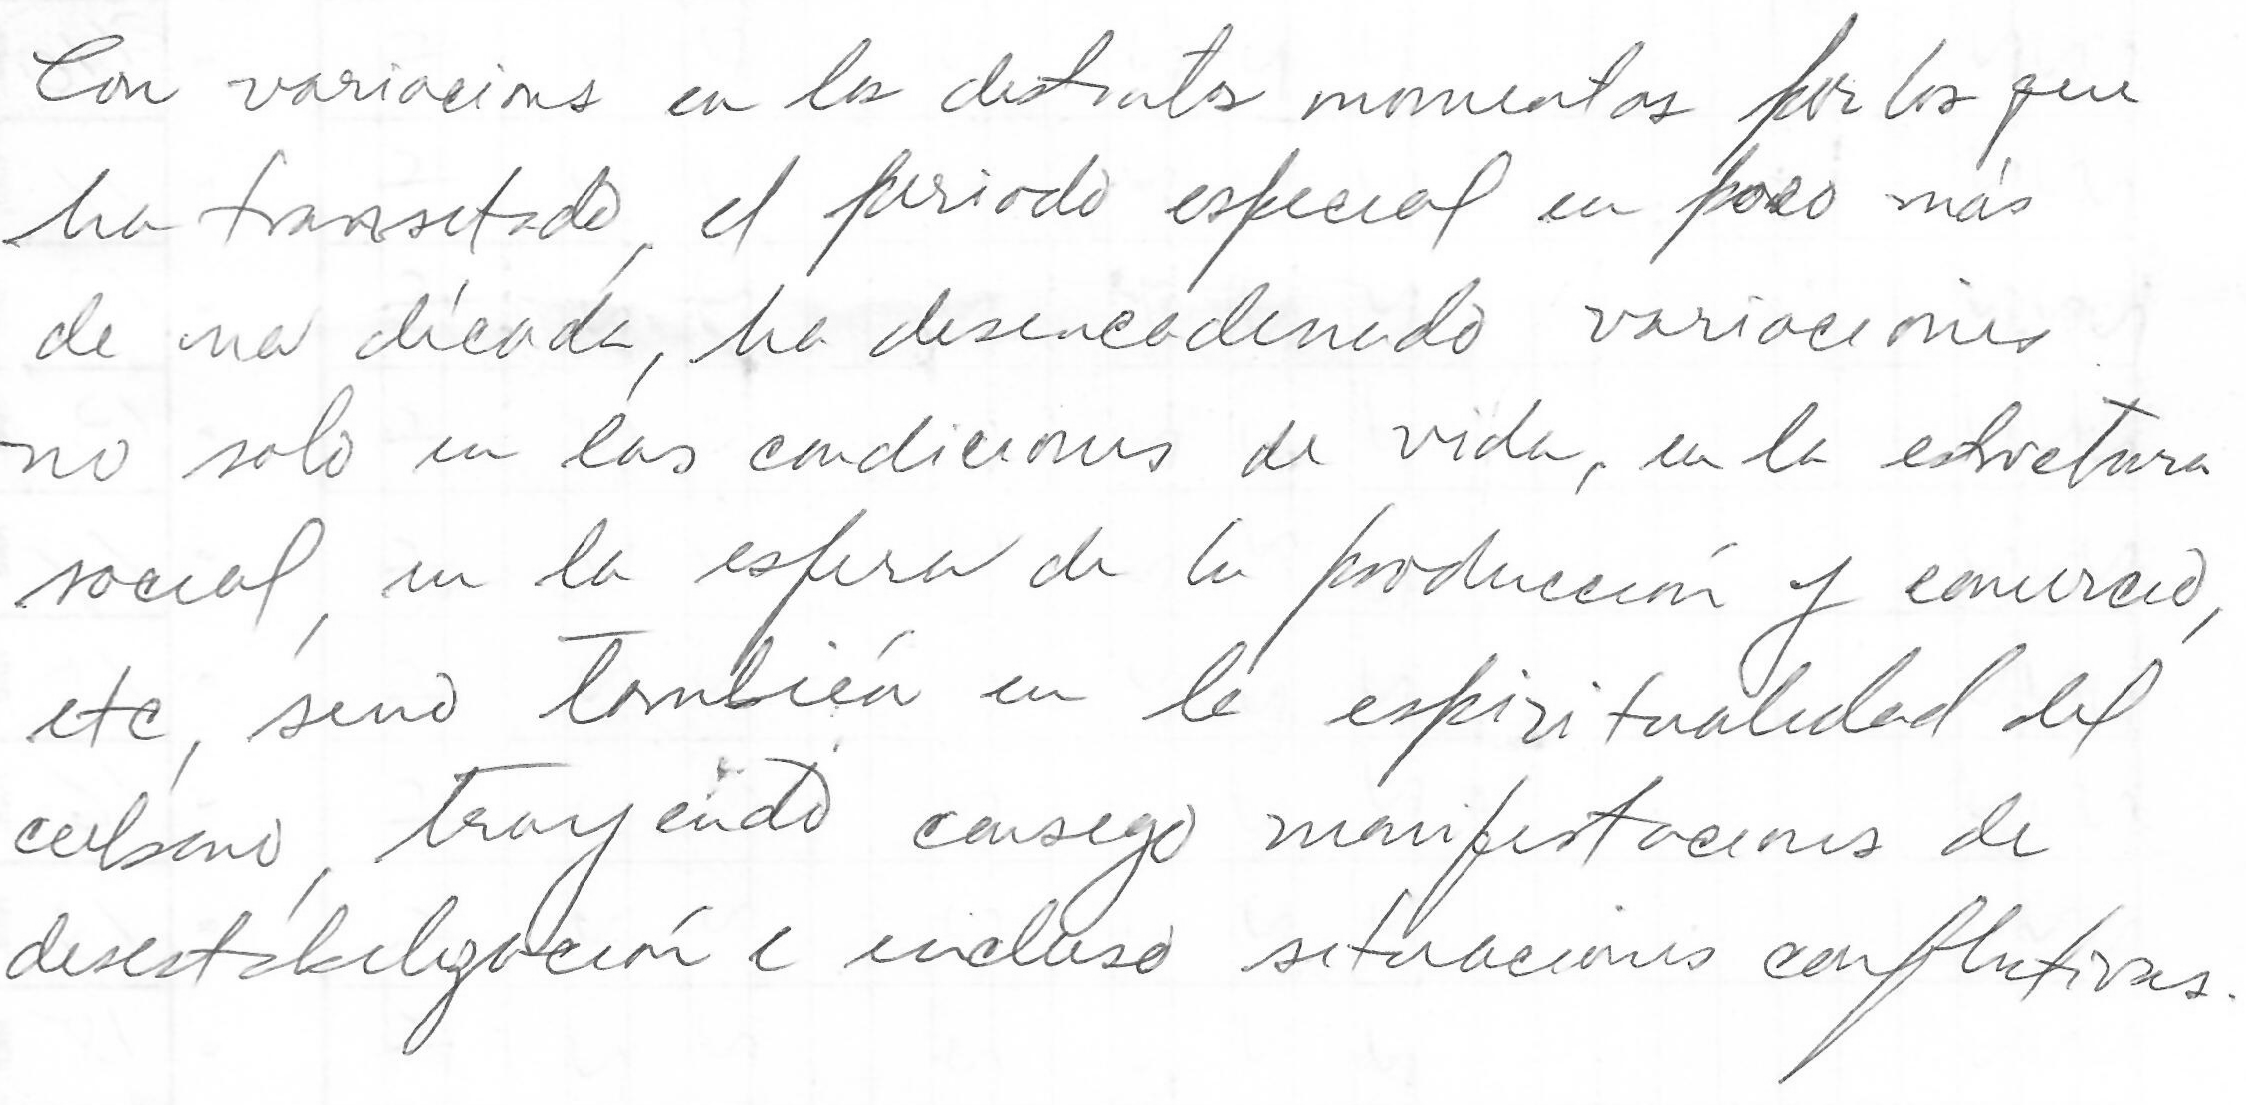 Con variaciones en los distintos momentos por los que
ha transitado, el periodo especial en poco más
de una década, ha desencadenado variaciones
no solo en las condiciones de vida, en la estructura
social, en la esfera de la producción y comercio,
etc, sino también en la espiritualidad del
cubano, trayendo consigo manifestaciones de
desestabilización e incluso situaciones conflictivas.